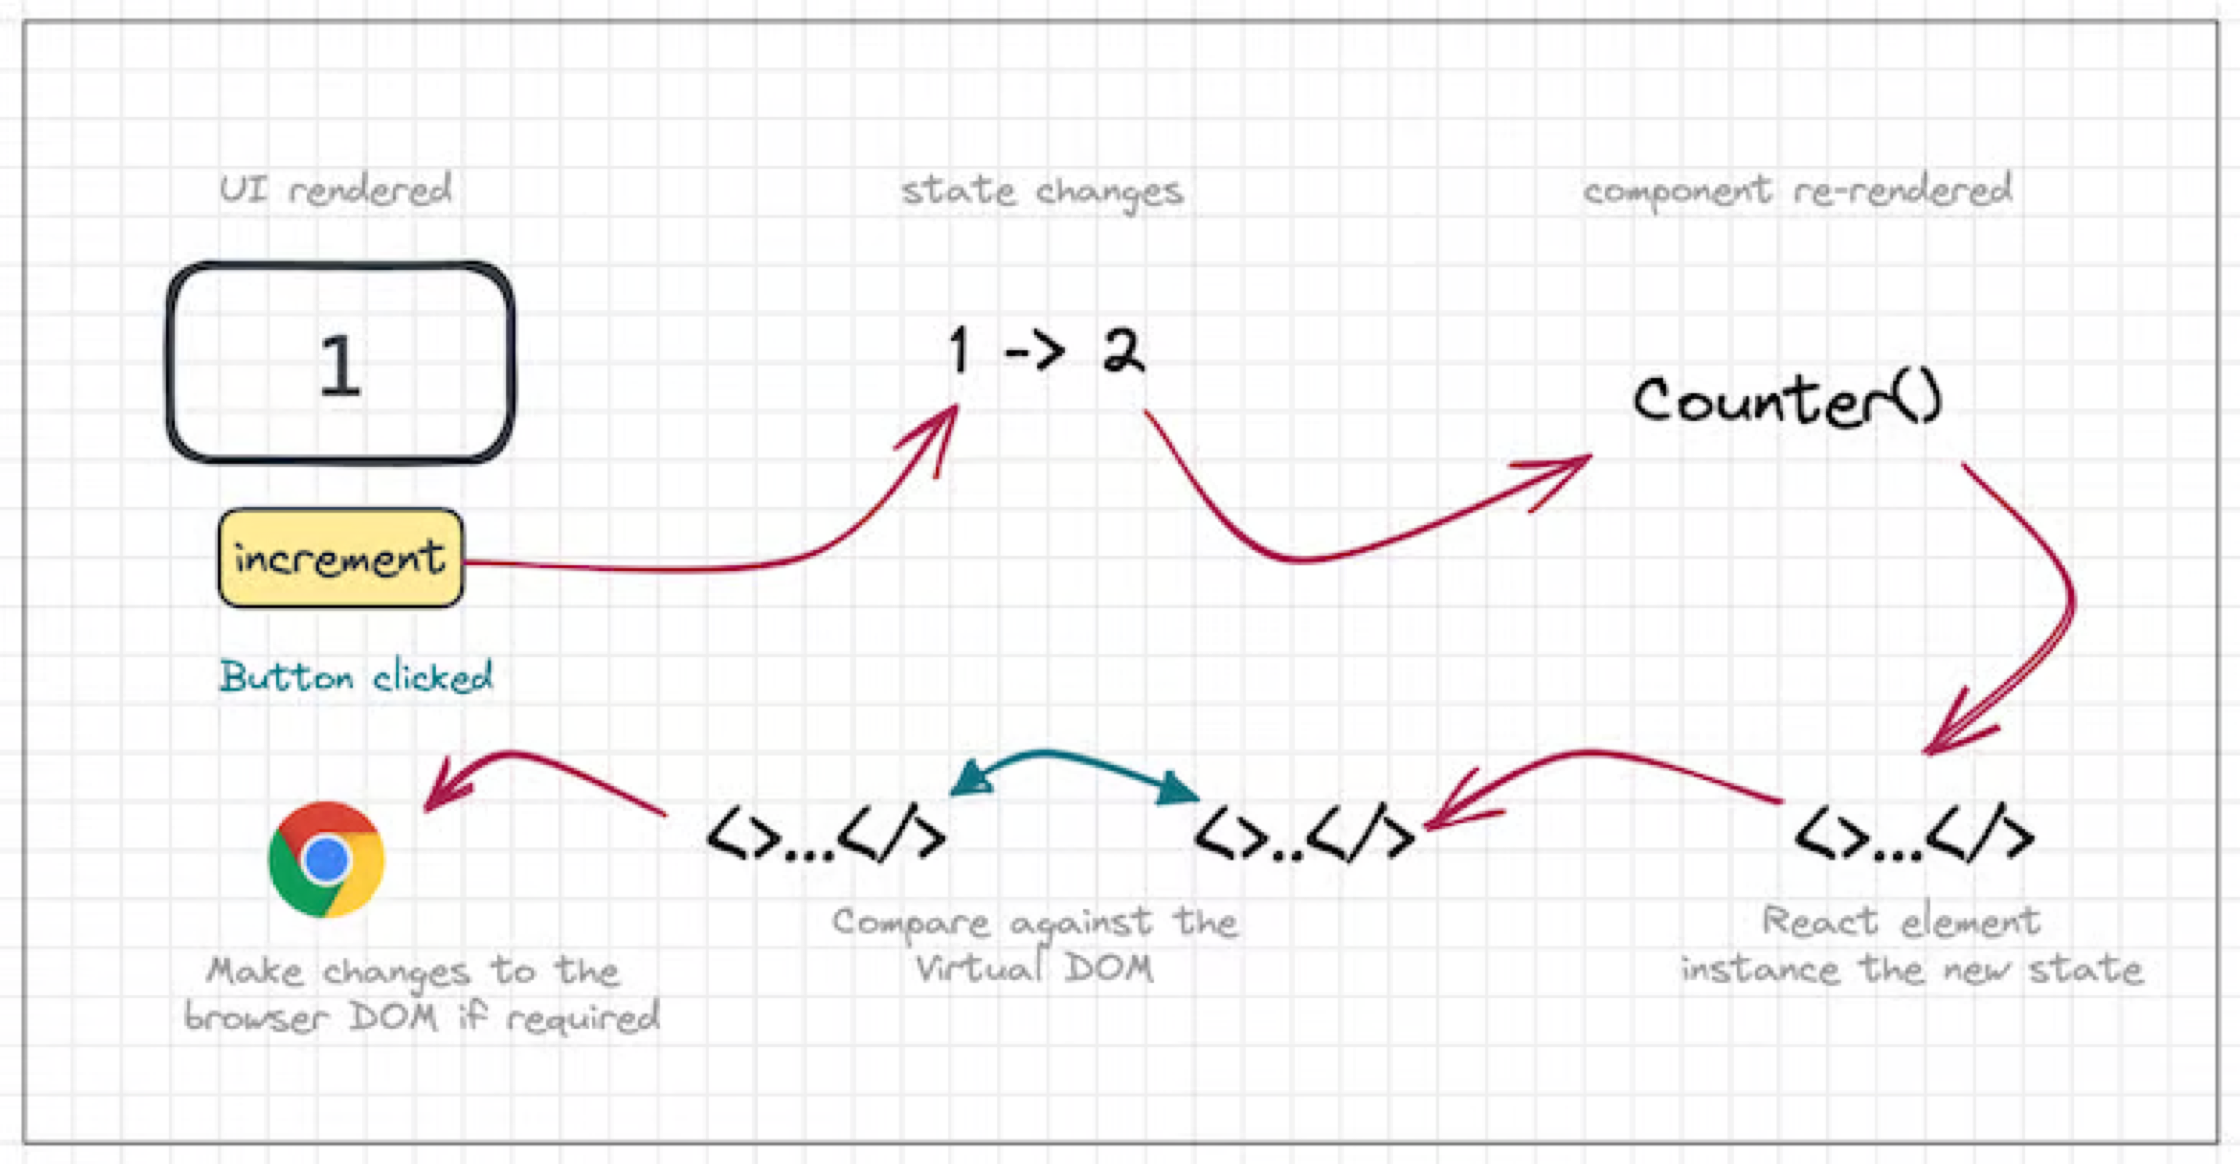 UI rendered
state changes
component re-rendered
1
1 -> 2
Counter()
increment
Button clicked
<>...</>
<>..</>
<>...</>
Compare against the
Virtual DOM
React element
instance the new state
Make changes to the
browser DOM if required